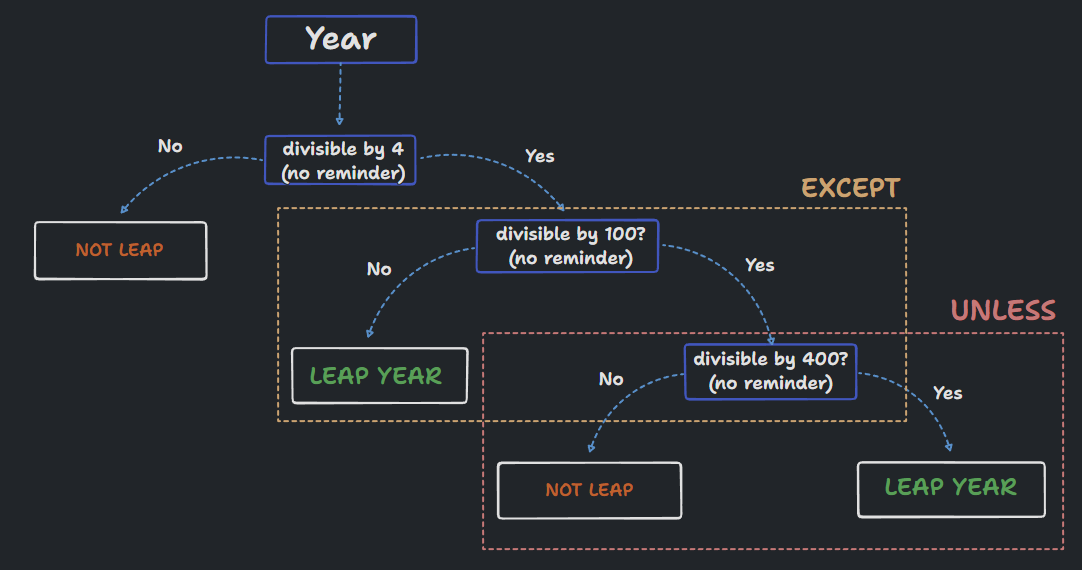 Year
No
divisible by 4
(no reminder)
Yes
EXCEPT
NOT LEAP
divisible by 100?
(no reminder)
No
Yes
UNLESS
LEAP YEAR
divisible by 400?
(no reminder)
No
Yes
NOT LEAP
LEAP YEAR